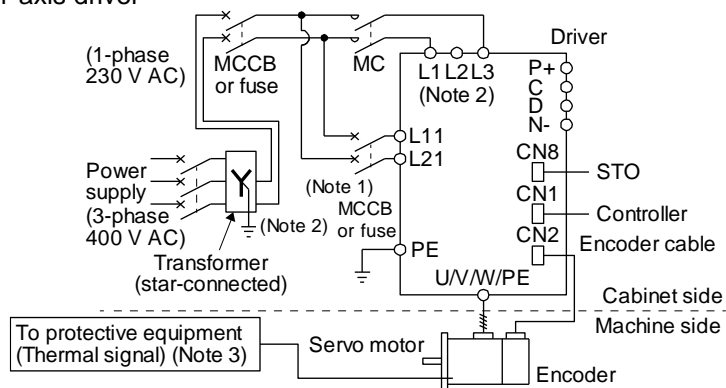 (1-phase
230 V AC)
MCCB
or fuse
MC
Driver
L1 L2 L3
(Note 2)
P+
C
D
N-
L11
L21
CN8
STO
CN1
Controller
CN2
Encoder cable
Power
supply
(3-phase
400 V AC)
(Note 1)
MCCB
or fuse
(Note 2)
Transformer
(star-connected)
PE
U/V/W/PE
Cabinet side
Machine side
To protective equipment
(Thermal signal) (Note 3)
Servo motor
Encoder